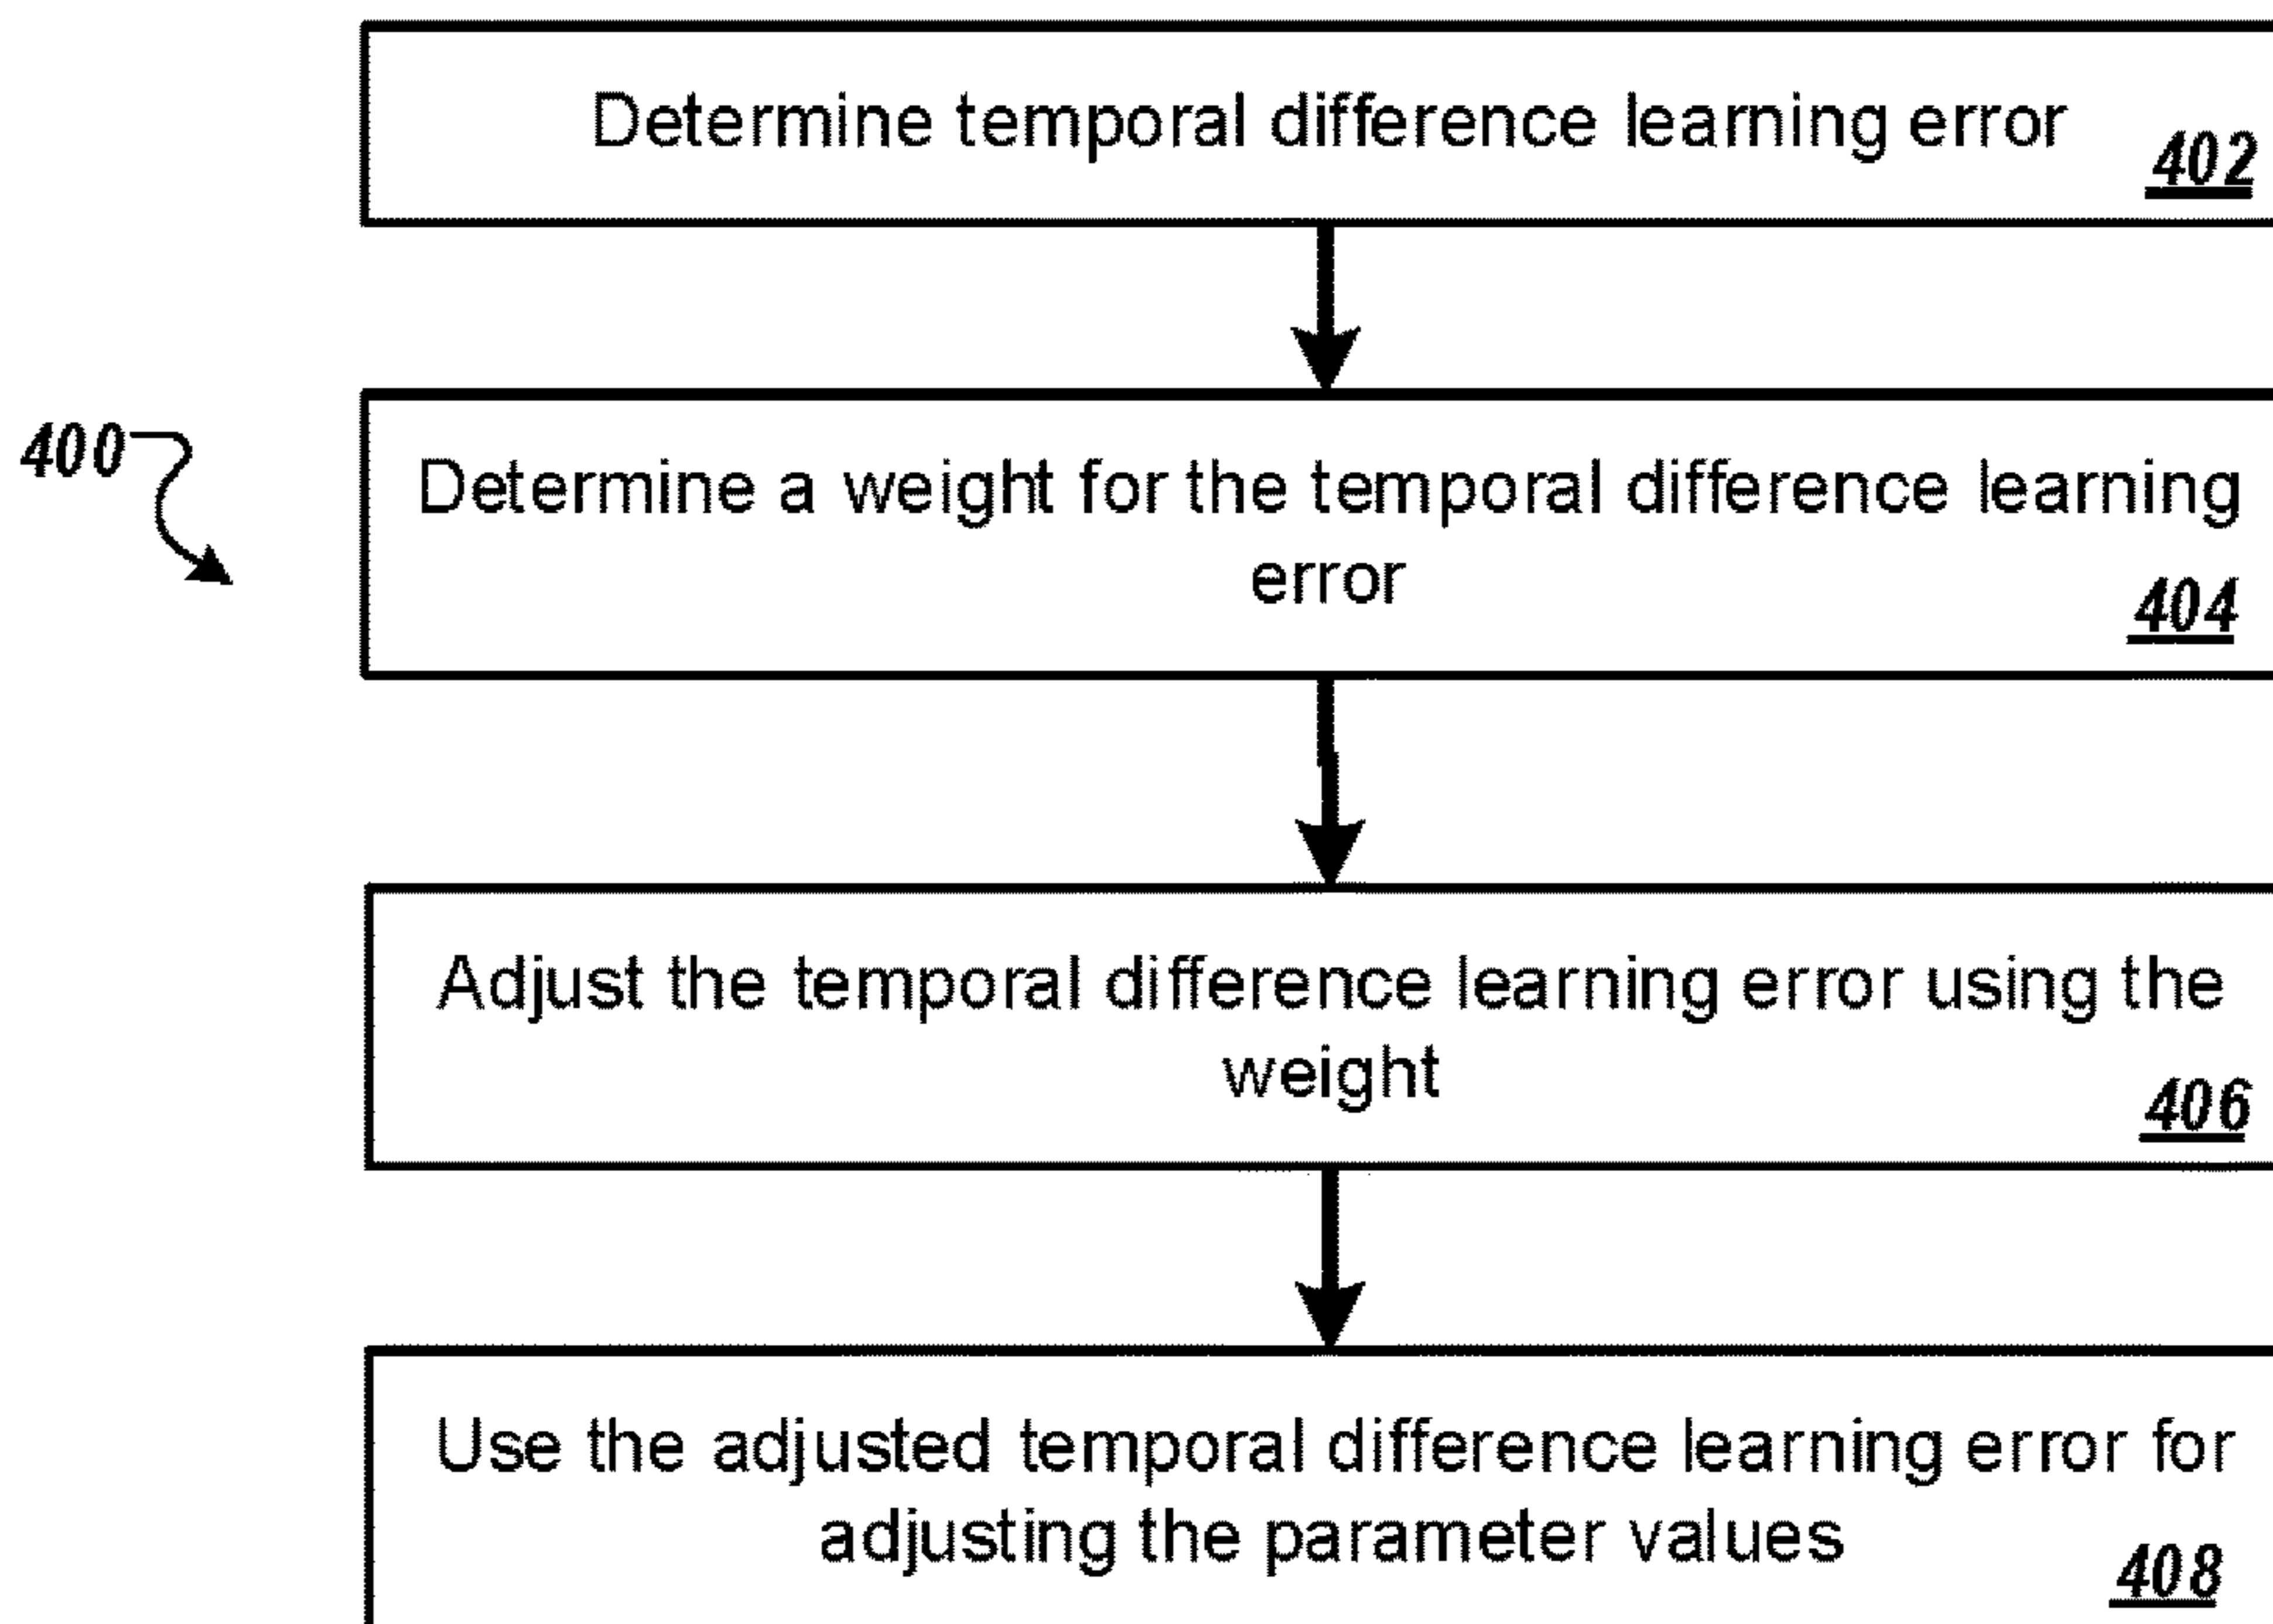 Determine temporal difference learning error
402
400
Determine a weight for the temporal difference learning
error
404
Adjust the temporal difference learning error using the
weight
406
Use the adjusted temporal difference learning error for
adjusting the parameter values
408